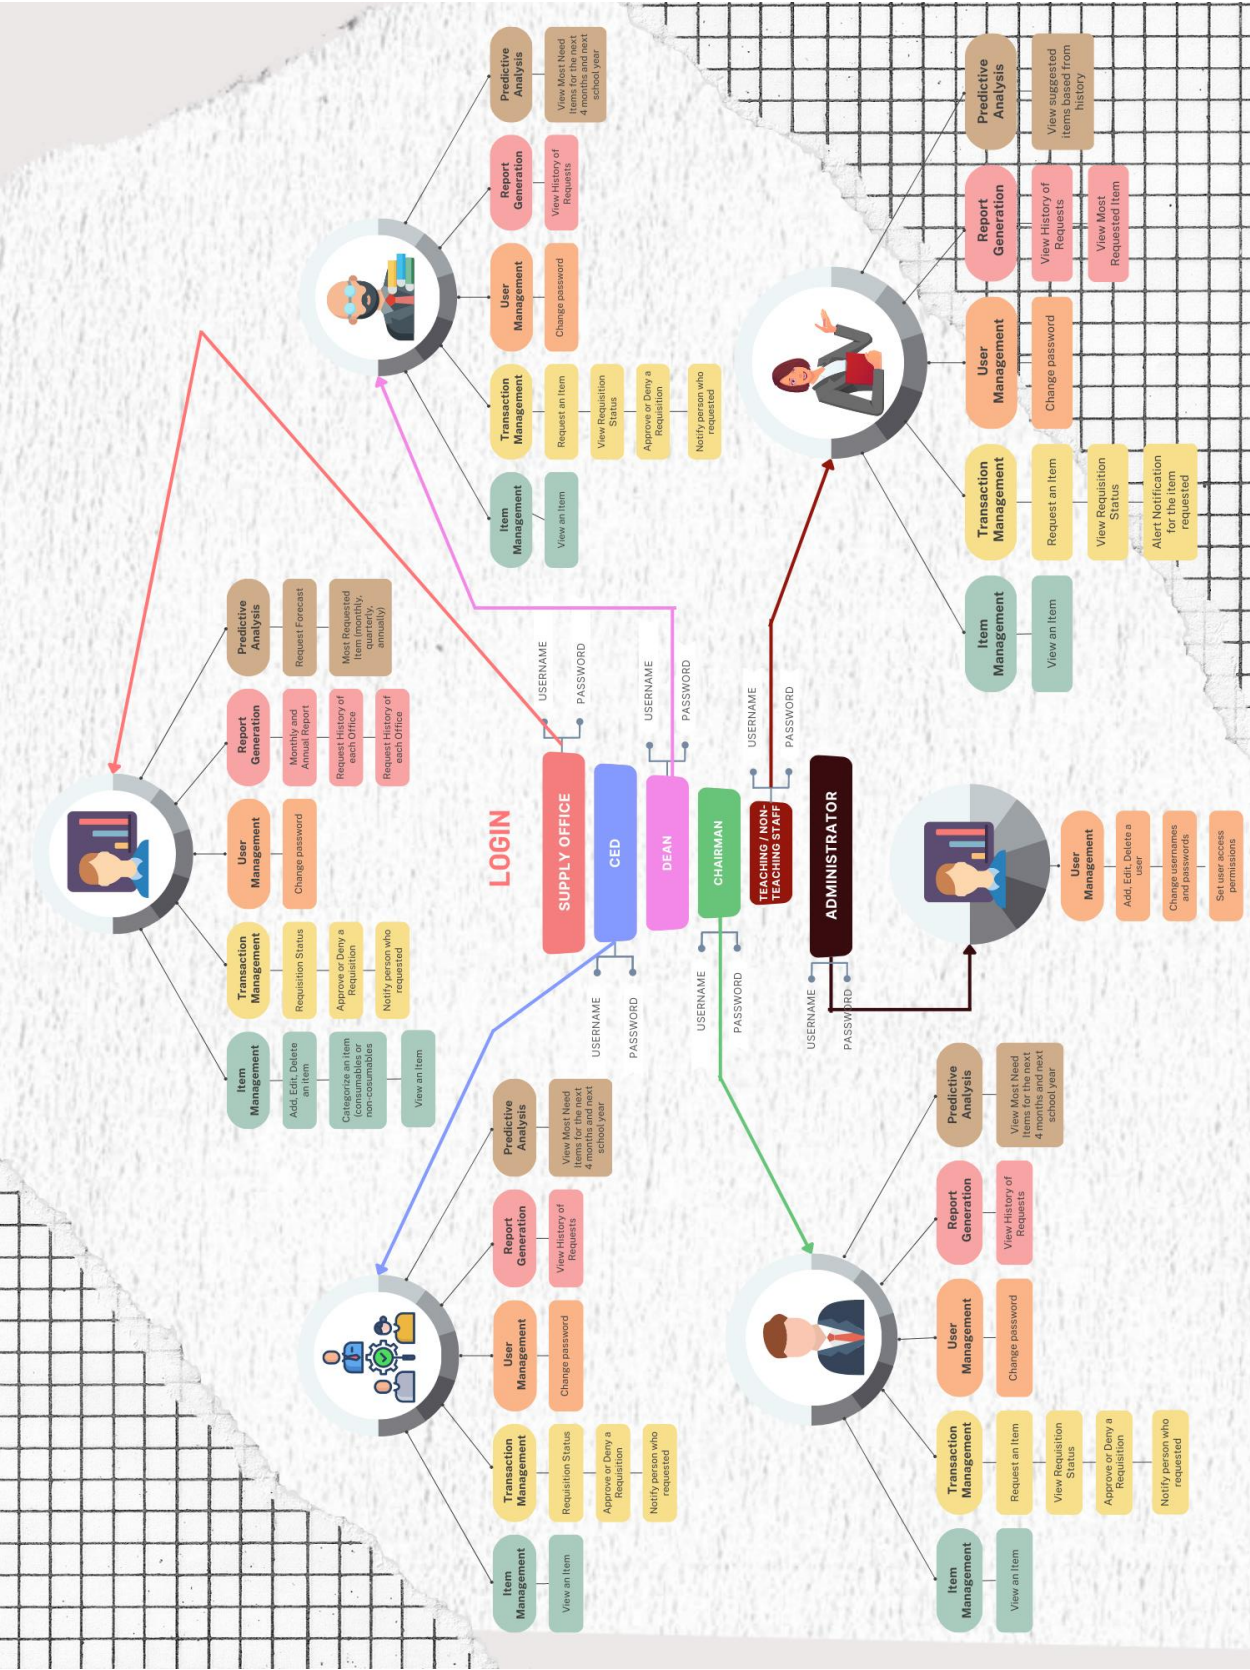 Item
Management
Add, Edit, Delete
an item
Categorize an item
(consumables or
non-cosumables
View an Item
Transaction
Management
Requisition Status
Approve or Deny a
Requisition
Notify person who
requested
User
Management
Change password
Report
Generation
Monthly and
Annual Report
Request History of
each Office
Request History of
each Office
Predictive
Analysis
Request Forecast
Most Requested
Item (monthly,
quarterly,
annually)
Item
Management
View an Item
Transaction
Management
Requisition Status
Approve or Deny a
Requisition
Notify person who
requested
User
Management
Change password
Report
Generation
View History of
Requests
Predictive
Analysis
View Most Need
Items for the next
4 months and next
school year
Item
Management
View an Item
Transaction
Management
Request an Item
View Requisition
Status
Approve or Deny a
Requisition
Notify person who
requested
User
Management
Change password
Report
Generation
View History of
Requests
Predictive
Analysis
View Most Need
Items for the next
4 months and next
school year
LOGIN
SUPPLY OFFICE
USERNAME
PASSWORD
CED
USERNAME
PASSWORD
DEAN
USERNAME
PASSWORD
CHAIRMAN
USERNAME
PASSWORD
TEACHING / NON-
TEACHING STAFF
USERNAME
PASSWORD
ADMINISTRATOR
USERNAME
PASSWORD
Item
Management
View an Item
Transaction
Management
Request an Item
View Requisition
Status
Approve or Deny a
Requisition
Notify person who
requested
User
Management
Change password
Report
Generation
View History of
Requests
Predictive
Analysis
View Most Need
Items for the next
4 months and next
school year
User
Management
Add, Edit, Delete a
user
Change usernames
and passwords
Set user access
permissions
Item
Management
View an Item
Transaction
Management
Request an Item
View Requisition
Status
Alert Notification
for the item
requested
User
Management
Change password
Report
Generation
View History of
Requests
View Most
Requested Item
Predictive
Analysis
View suggested
items based from
history